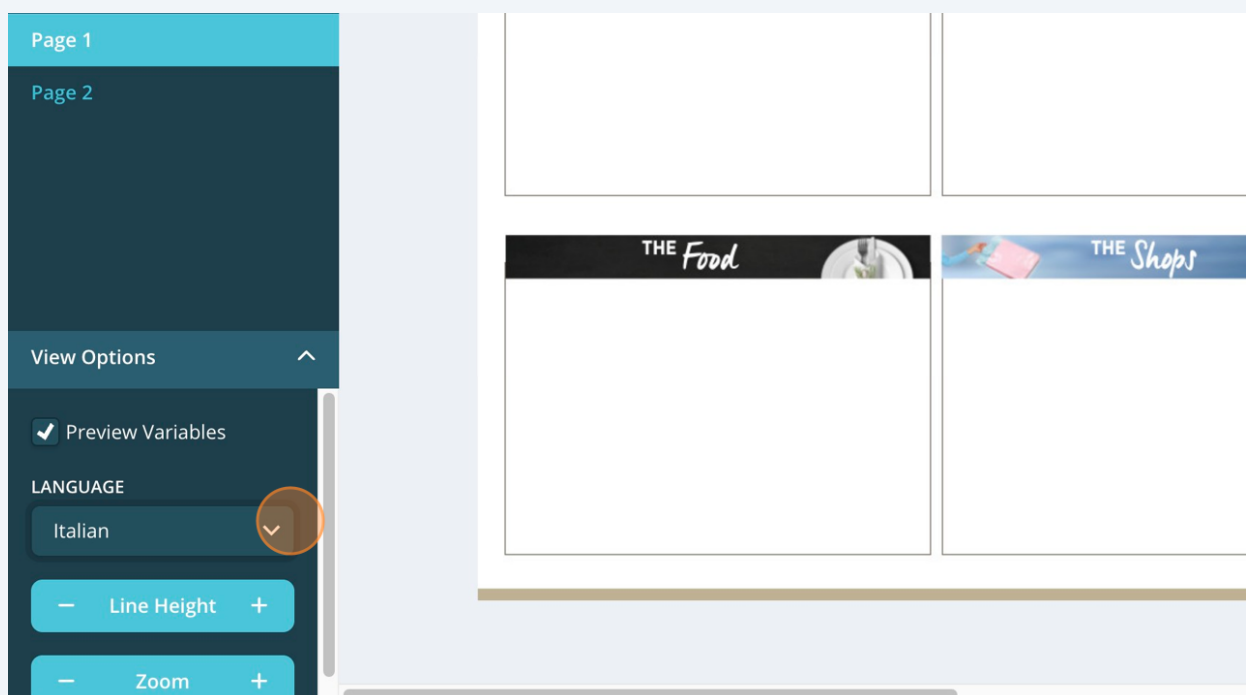 Page 1
Page 2
View Options
Preview Variables
LANGUAGE
Italian
− Line Height +
− Zoom +
THE Food
THE Shops